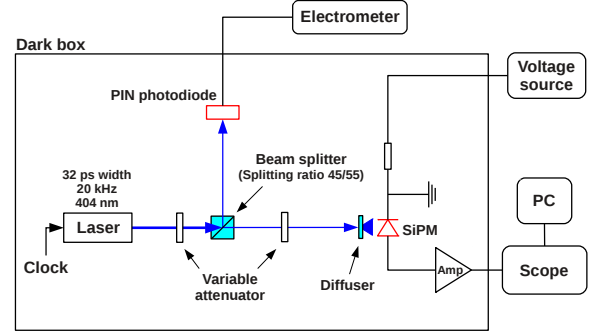 Electrometer
Dark box
Voltage
source
PIN photodiode
Beam splitter
(Splitting ratio 45/55)
32 ps width
20 kHz
404 nm
PC
Laser
SiPM
Clock
Variable
attenuator
Diffuser
Amp
Scope